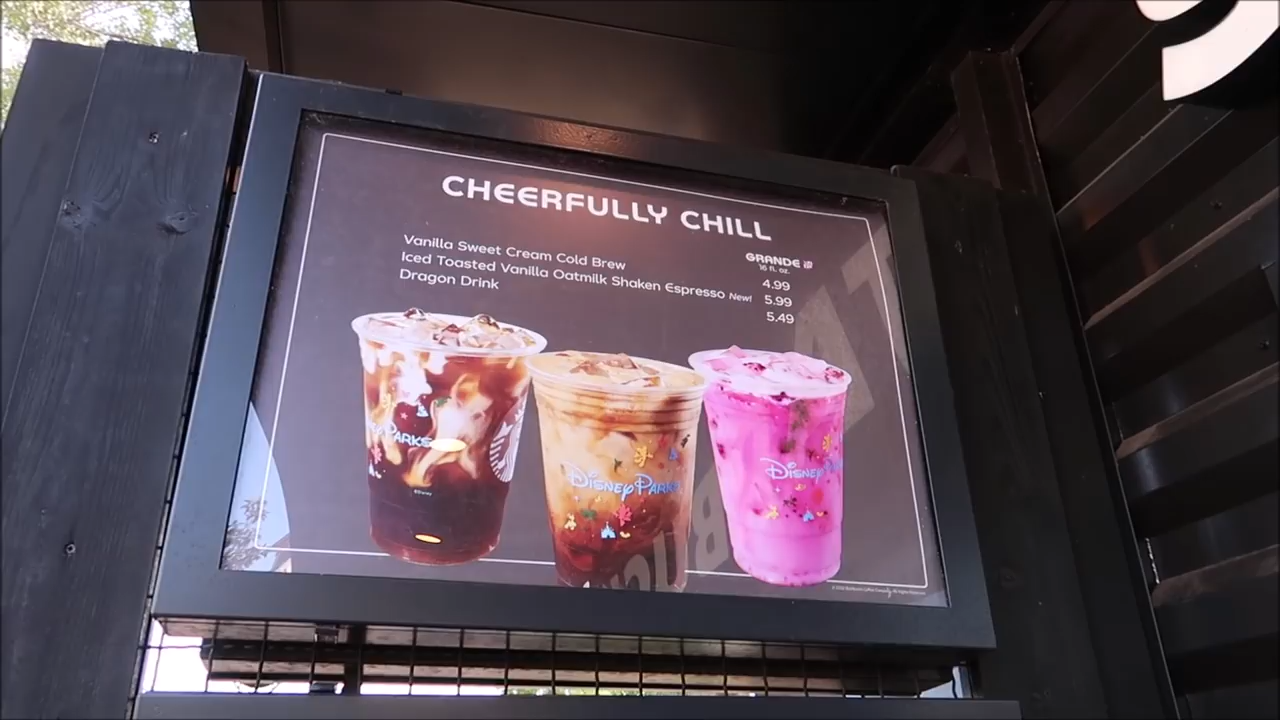 CHEERFULLY CHILL
GRANDE
16 fl. oz.
Vanilla Sweet Cream Cold Brew 4.99
Iced Toasted Vanilla Oatmilk Shaken Espresso New! 5.99
Dragon Drink 5.49
DISNEY PARKS
DISNEY PARKS
DISNEY